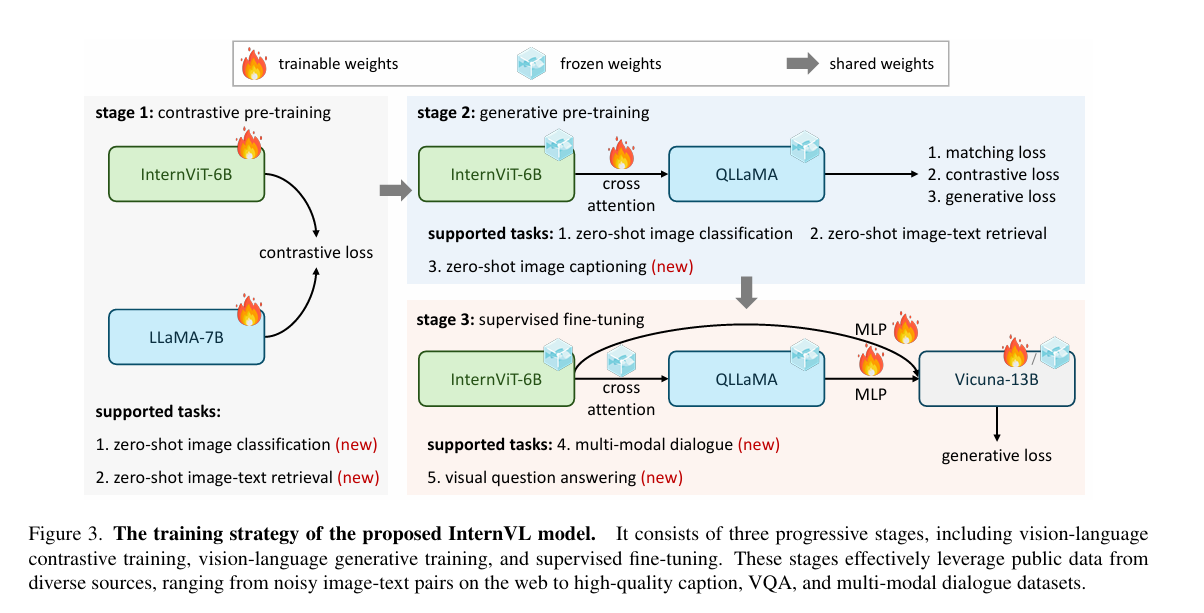 trainable weights
frozen weights
shared weights
stage 1: contrastive pre-training
InternViT-6B
contrastive loss
LLaMA-7B
supported tasks:
1. zero-shot image classification (new)
2. zero-shot image-text retrieval (new)
stage 2: generative pre-training
InternViT-6B
cross
attention
QLLaMA
1. matching loss
2. contrastive loss
3. generative loss
supported tasks: 1. zero-shot image classification 2. zero-shot image-text retrieval
3. zero-shot image captioning (new)
stage 3: supervised fine-tuning
MLP
InternViT-6B
cross
attention
QLLaMA
MLP
/
Vicuna-13B
generative loss
supported tasks: 4. multi-modal dialogue (new)
5. visual question answering (new)
Figure 3. The training strategy of the proposed InternVL model. It consists of three progressive stages, including vision-language
contrastive training, vision-language generative training, and supervised fine-tuning. These stages effectively leverage public data from
diverse sources, ranging from noisy image-text pairs on the web to high-quality caption, VQA, and multi-modal dialogue datasets.